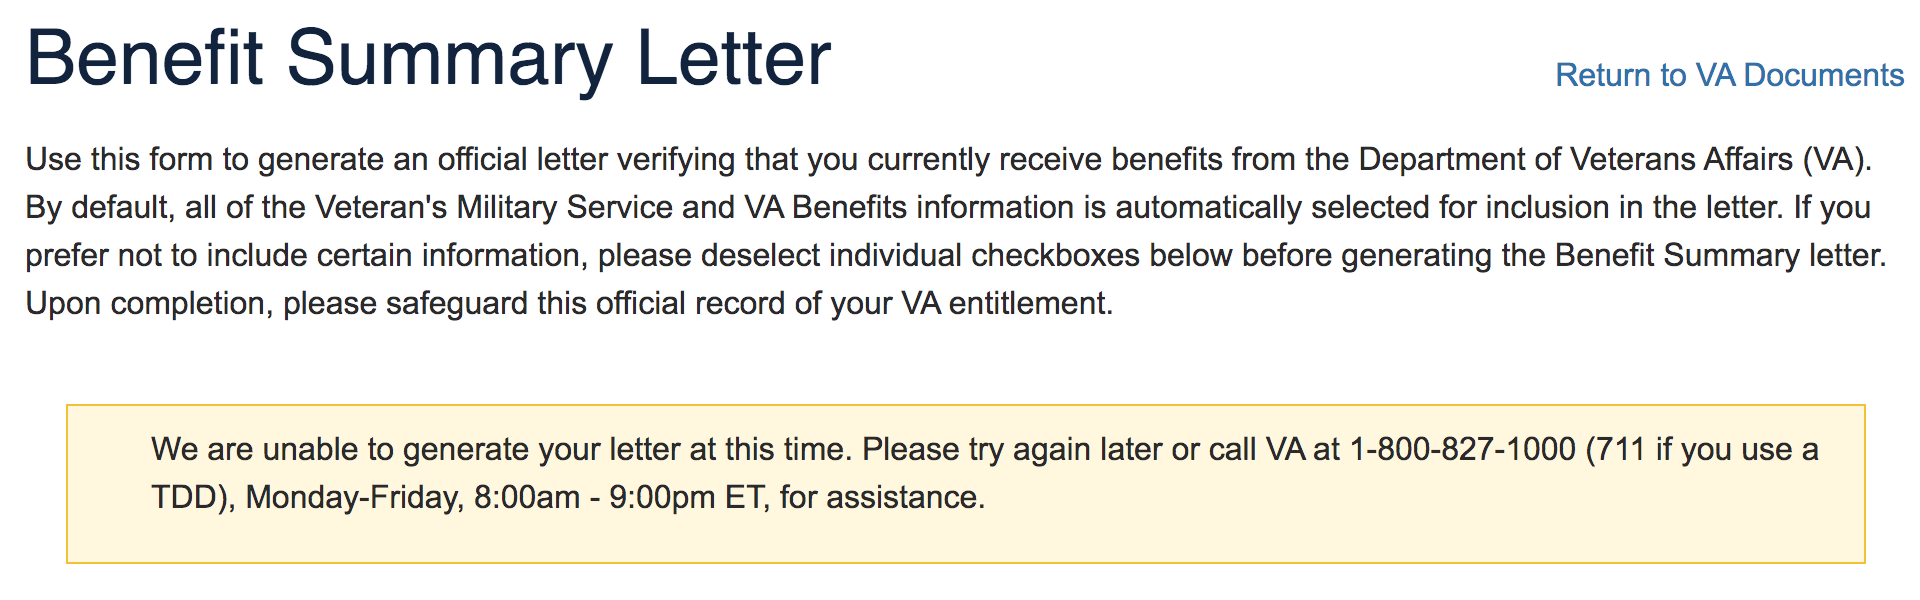 Benefit Summary Letter
Return to VA Documents
Use this form to generate an official letter verifying that you currently receive benefits from the Department of Veterans Affairs (VA).
By default, all of the Veteran's Military Service and VA Benefits information is automatically selected for inclusion in the letter. If you
prefer not to include certain information, please deselect individual checkboxes below before generating the Benefit Summary letter.
Upon completion, please safeguard this official record of your VA entitlement.
We are unable to generate your letter at this time. Please try again later or call VA at 1-800-827-1000 (711 if you use a
TDD), Monday-Friday, 8:00am - 9:00pm ET, for assistance.